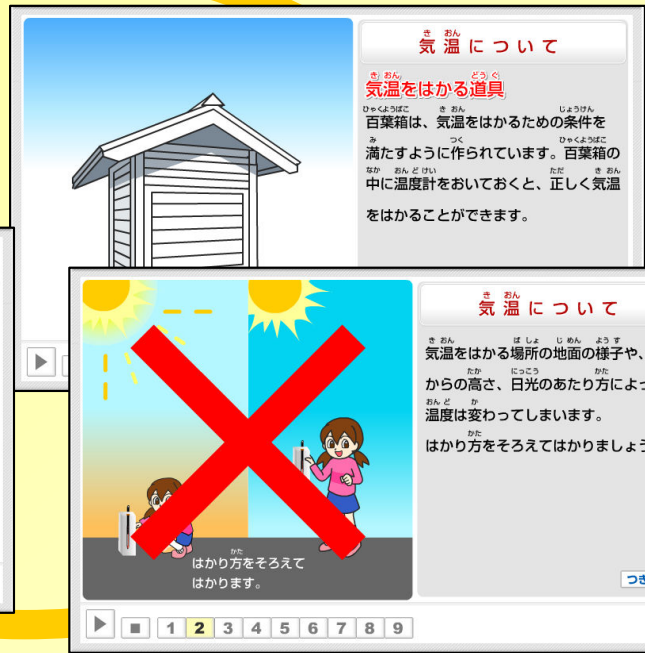 気温について
気温をはかる道具
百葉箱は、気温をはかるための条件を
満たすように作られています。百葉箱の
中に温度計をおいておくと、正しく気温
をはかることができます。
気温について
気温をはかる場所の地面の様子や、
からの高さ、日光のあたり方によっ
温度は変わってしまいます。
はかり方をそろえてはかりましょう
はかり方をそろえて
はかります。
つき
1 2 3 4 5 6 7 8 9